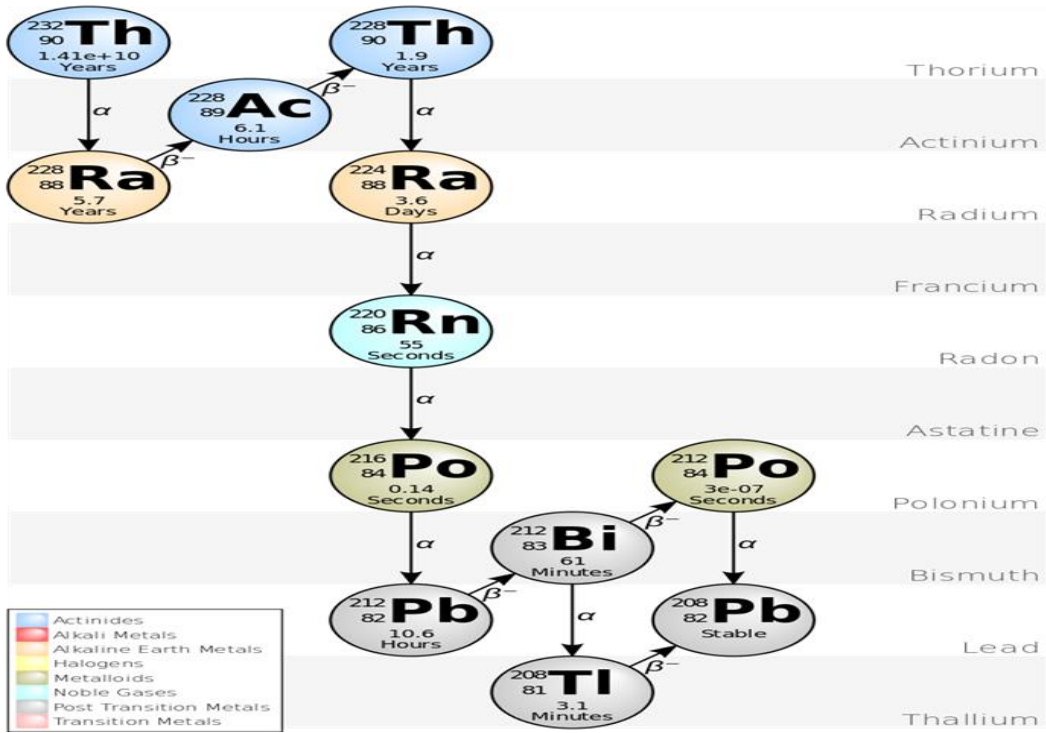 232
90 Th
1.41e+10
Years
228
90 Th
1.9
Years
Thorium
α
β⁻
228
89 Ac
6.1
Hours
α
Actinium
β⁻
228
88 Ra
5.7
Years
224
88 Ra
3.6
Days
Radium
α
Francium
220
86 Rn
55
Seconds
Radon
α
Astatine
216
84 Po
0.14
Seconds
212
84 Po
3e-07
Seconds
Polonium
α
β⁻
212
83 Bi
61
Minutes
α
Bismuth
β⁻
212
82 Pb
10.6
Hours
α
208
82 Pb
Stable
Lead
β⁻
208
81 Tl
3.1
Minutes
Thallium
Actinides
Alkali Metals
Alkaline Earth Metals
Halogens
Metalloids
Noble Gases
Post Transition Metals
Transition Metals